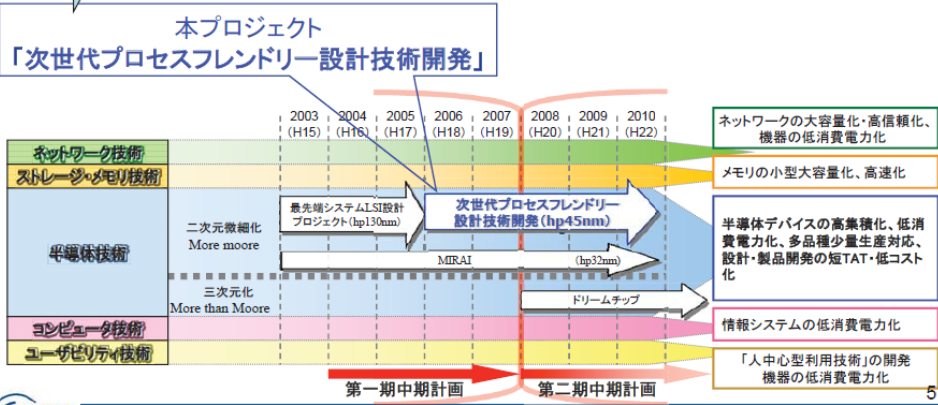 本プロジェクト
「次世代プロセスフレンドリー設計技術開発」
2003 2004 2005 2006 2007 2008 2009 2010
(H15) (H16) (H17) (H18) (H19) (H20) (H21) (H22)
ネットワーク技術
ネットワークの大容量化・高信頼化、
機器の低消費電力化
ストレージ・メモリ技術
メモリの小型大容量化、高速化
半導体技術
二次元微細化
More moore
最先端システムLSI設計
プロジェクト(hp130nm)
次世代プロセスフレンドリー
設計技術開発(hp45nm)
MIRAI (hp32nm)
半導体デバイスの高集積化、低消
費電力化、多品種少量生産対応、
設計・製品開発の短TAT・低コスト
化
三次元化
More than Moore
ドリームチップ
コンピュータ技術
情報システムの低消費電力化
ユーザビリティ技術
「人中心型利用技術」の開発
機器の低消費電力化
第一期中期計画
第二期中期計画
5